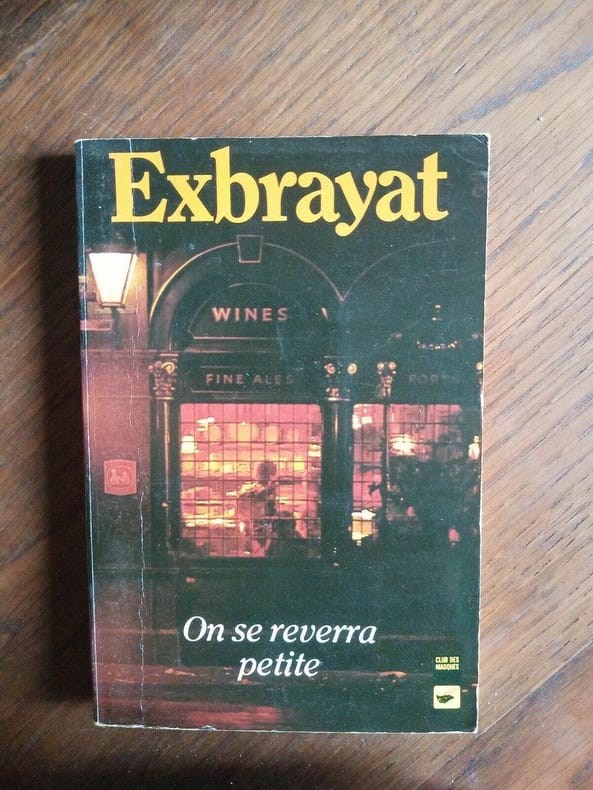 Exbrayat
WINES
FINE ALES
On se reverra
petite
CLUB DES
MASQUES